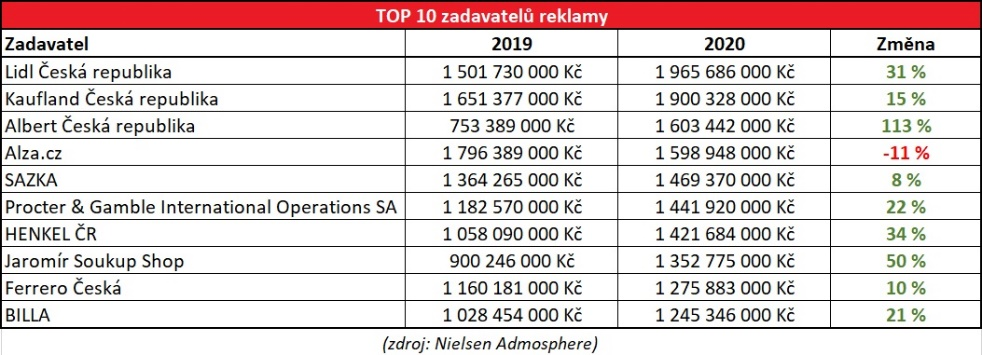 TOP 10 zadavatelů reklamy
Zadavatel 2019 2020 Změna
Lidl Česká republika 1 501 730 000 Kč 1 965 686 000 Kč 31 %
Kaufland Česká republika 1 651 377 000 Kč 1 900 328 000 Kč 15 %
Albert Česká republika 753 389 000 Kč 1 603 442 000 Kč 113 %
Alza.cz 1 796 389 000 Kč 1 598 948 000 Kč -11 %
SAZKA 1 364 265 000 Kč 1 469 370 000 Kč 8 %
Procter & Gamble International Operations SA 1 182 570 000 Kč 1 441 920 000 Kč 22 %
HENKEL ČR 1 058 090 000 Kč 1 421 684 000 Kč 34 %
Jaromír Soukup Shop 900 246 000 Kč 1 352 775 000 Kč 50 %
Ferrero Česká 1 160 181 000 Kč 1 275 883 000 Kč 10 %
BILLA 1 028 454 000 Kč 1 245 346 000 Kč 21 %
(zdroj: Nielsen Admosphere)